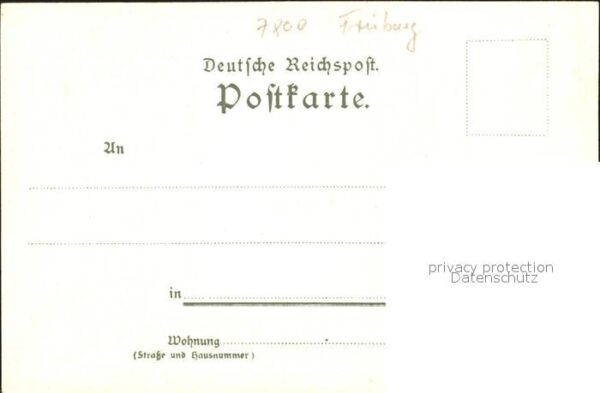 7800 Freiburg
Deutſche Reichspoſt.
Poſtkarte.
An
in
Wohnung
(Straße und Hausnummer)
privacy protection
Datenschutz